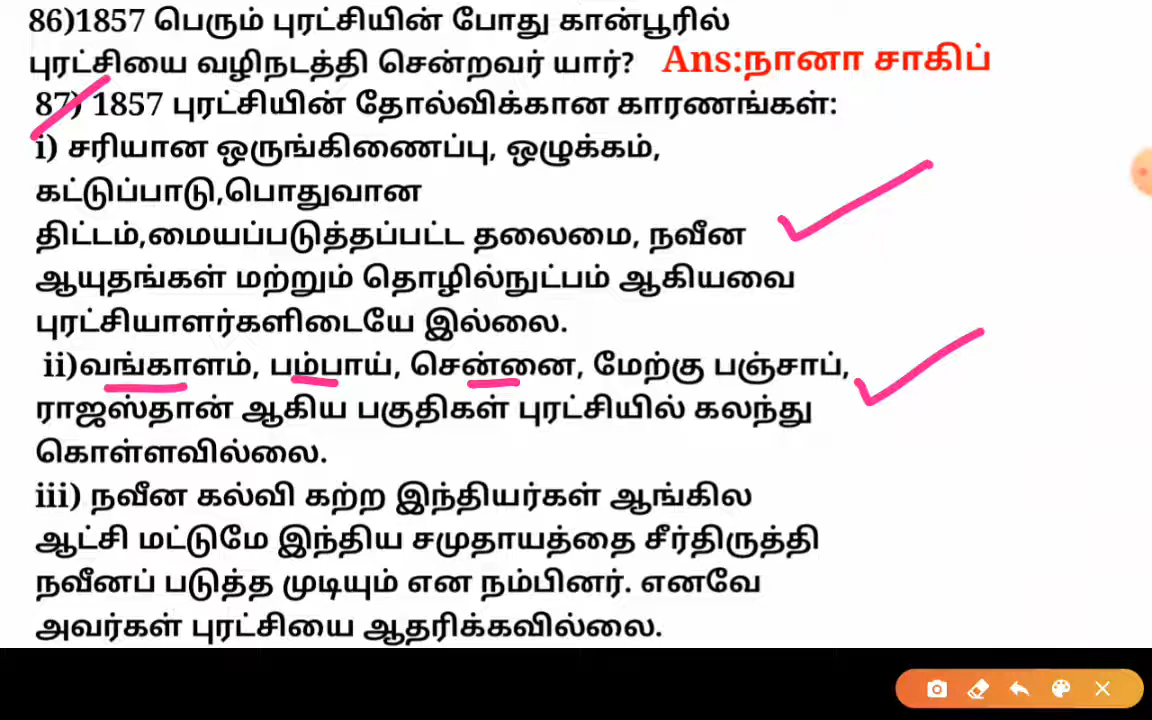 86)1857 பெரும் புரட்சியின் போது கான்பூரில்
புரட்சியை வழிநடத்தி சென்றவர் யார்? Ans:நானா சாகிப்
87) 1857 புரட்சியின் தோல்விக்கான காரணங்கள்:
i) சரியான ஒருங்கிணைப்பு, ஒழுக்கம்,
கட்டுப்பாடு,பொதுவான
திட்டம்,மையப்படுத்தப்பட்ட தலைமை, நவீன
ஆயுதங்கள் மற்றும் தொழில்நுட்பம் ஆகியவை
புரட்சியாளர்களிடையே இல்லை.
ii)வங்காளம், பம்பாய், சென்னை, மேற்கு பஞ்சாப்,
ராஜஸ்தான் ஆகிய பகுதிகள் புரட்சியில் கலந்து
கொள்ளவில்லை.
iii) நவீன கல்வி கற்ற இந்தியர்கள் ஆங்கில
ஆட்சி மட்டுமே இந்திய சமுதாயத்தை சீர்திருத்தி
நவீனப் படுத்த முடியும் என நம்பினர். எனவே
அவர்கள் புரட்சியை ஆதரிக்கவில்லை.